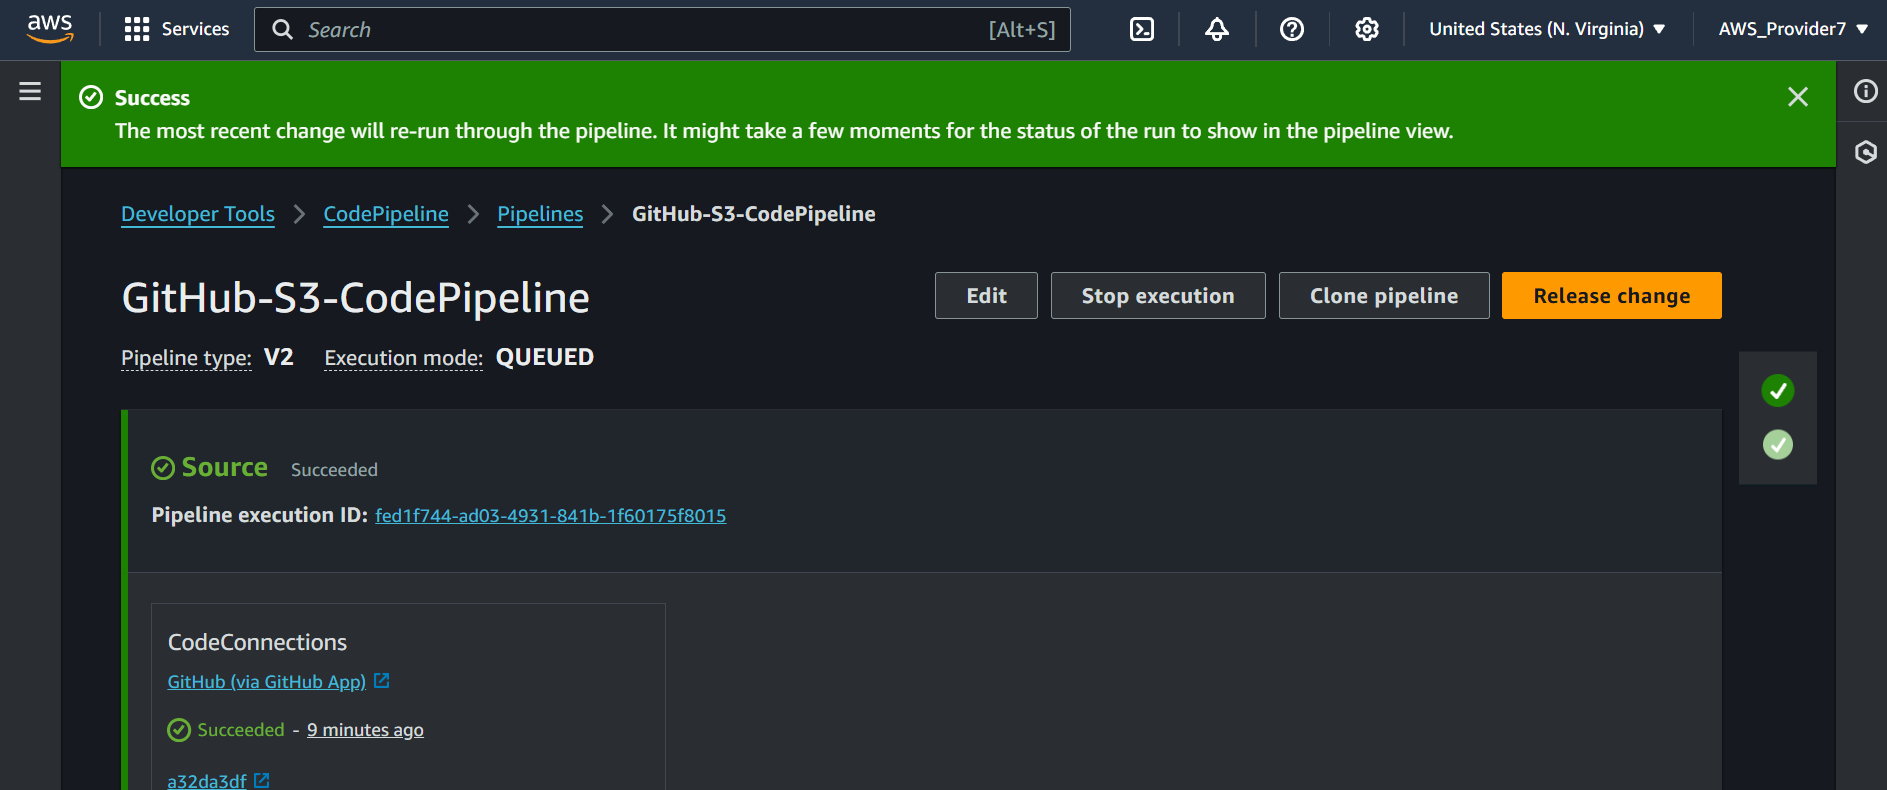 aws
Services
Search
[Alt+S]
United States (N. Virginia)
AWS_Provider7
Success
The most recent change will re-run through the pipeline. It might take a few moments for the status of the run to show in the pipeline view.
Developer Tools
CodePipeline
Pipelines
GitHub-S3-CodePipeline
GitHub-S3-CodePipeline
Edit
Stop execution
Clone pipeline
Release change
Pipeline type: V2
Execution mode: QUEUED
Source Succeeded
Pipeline execution ID: fed1f744-ad03-4931-841b-1f60175f8015
CodeConnections
GitHub (via GitHub App)
Succeeded - 9 minutes ago
a32da3df